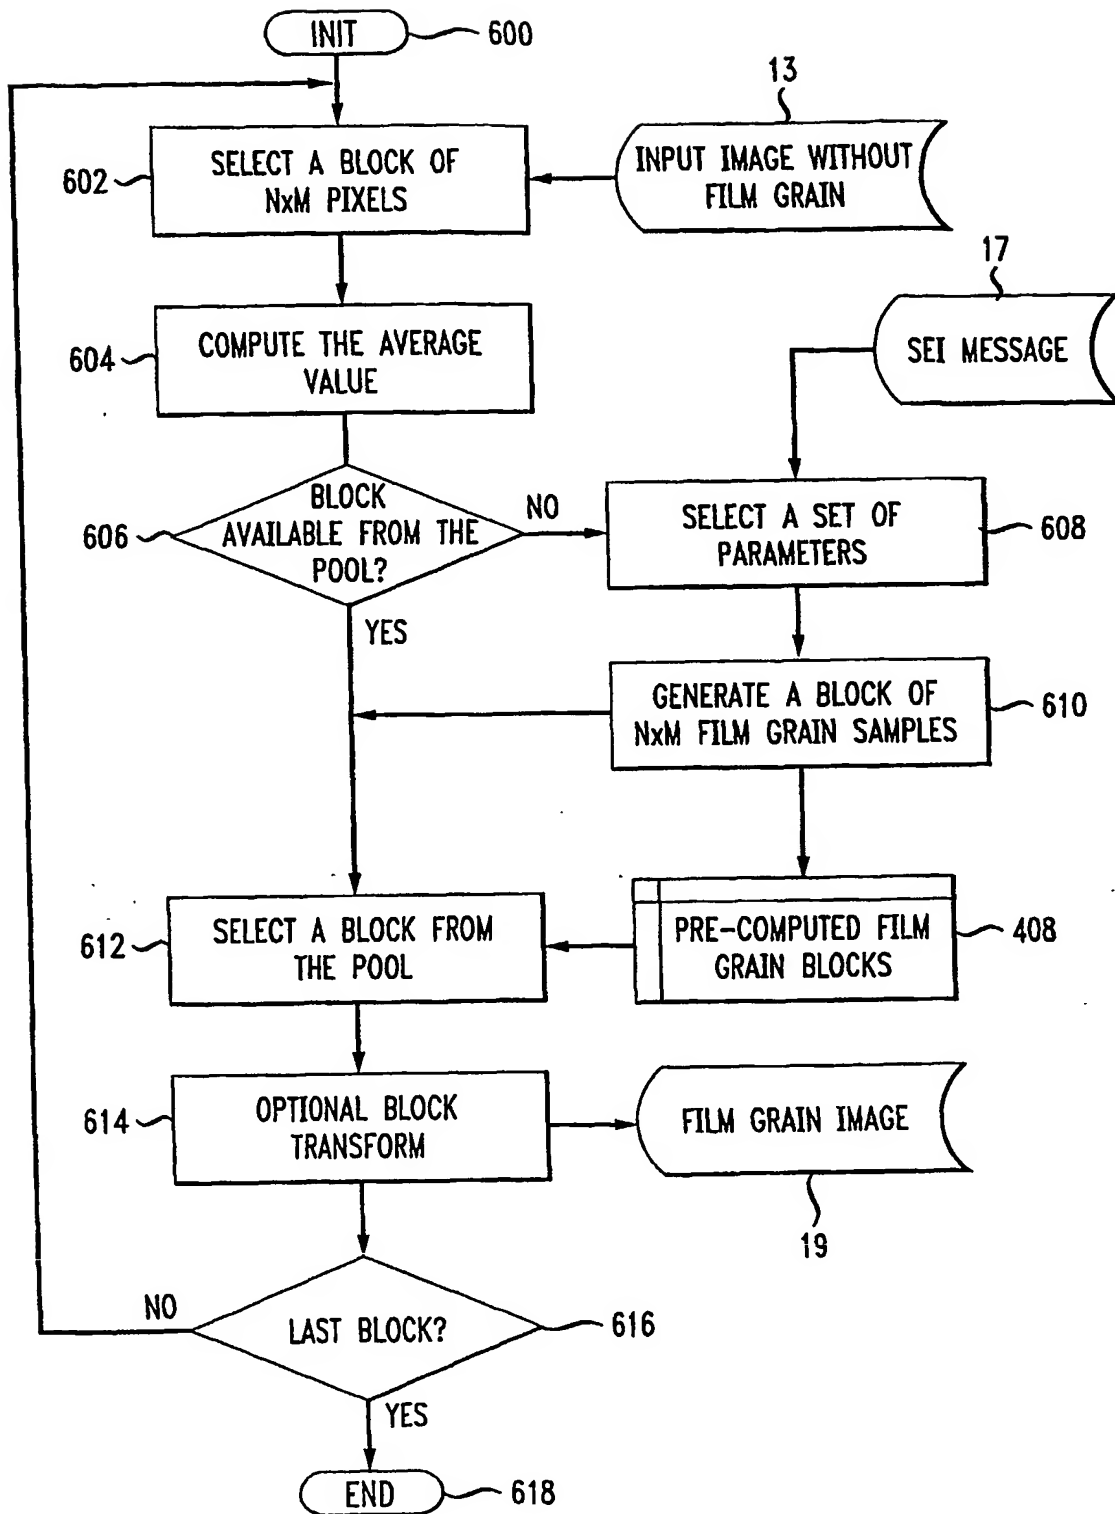 INIT
600
13
602
SELECT A BLOCK OF
NxM PIXELS
INPUT IMAGE WITHOUT
FILM GRAIN
17
604
COMPUTE THE AVERAGE
VALUE
SEI MESSAGE
606
BLOCK
AVAILABLE FROM THE
POOL?
NO
SELECT A SET OF
PARAMETERS
608
YES
GENERATE A BLOCK OF
NxM FILM GRAIN SAMPLES
610
612
SELECT A BLOCK FROM
THE POOL
PRE-COMPUTED FILM
GRAIN BLOCKS
408
614
OPTIONAL BLOCK
TRANSFORM
FILM GRAIN IMAGE
19
NO
LAST BLOCK?
616
YES
END
618